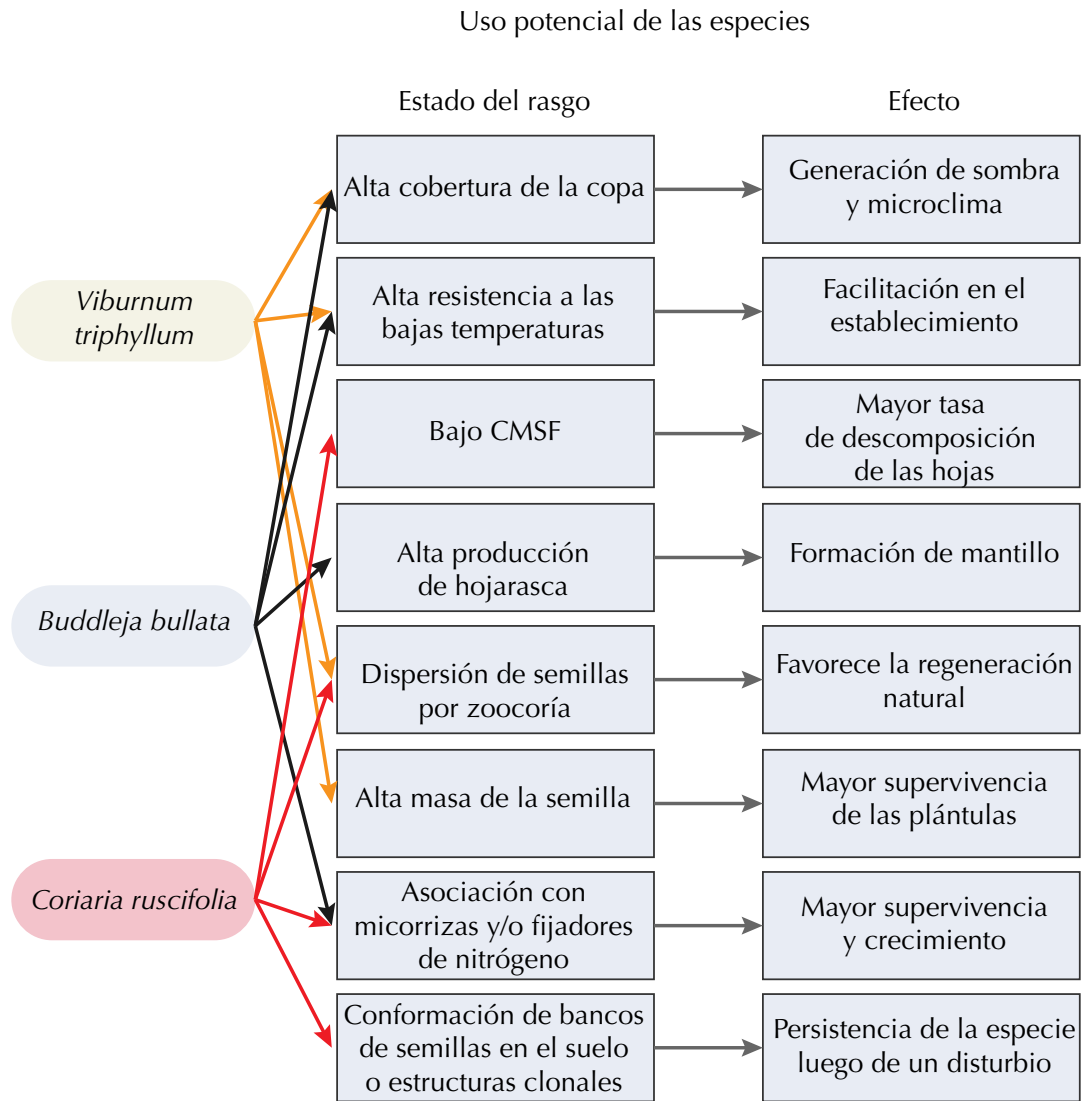 Uso potencial de las especies
Estado del rasgo
Efecto
Viburnum
triphyllum
Buddleja bullata
Coriaria ruscifolia
Alta cobertura de la copa
Generación de sombra
y microclima
Alta resistencia a las
bajas temperaturas
Facilitación en el
establecimiento
Bajo CMSF
Mayor tasa
de descomposición
de las hojas
Alta producción
de hojarasca
Formación de mantillo
Dispersión de semillas
por zoocoría
Favorece la regeneración
natural
Alta masa de la semilla
Mayor supervivencia
de las plántulas
Asociación con
micorrizas y/o fijadores
de nitrógeno
Mayor supervivencia
y crecimiento
Conformación de bancos
de semillas en el suelo
o estructuras clonales
Persistencia de la especie
luego de un disturbio